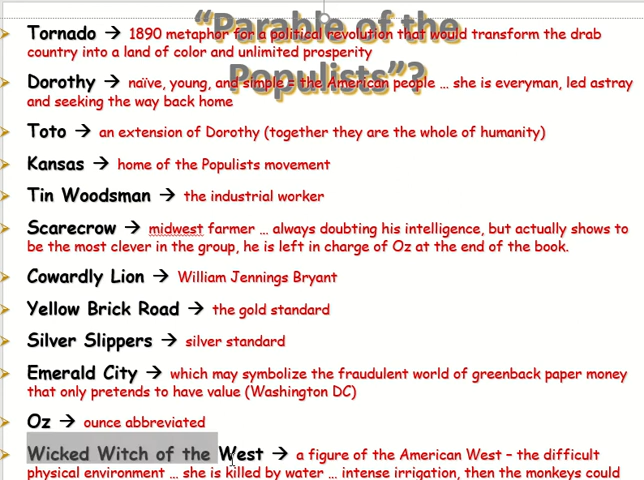 “Parable of the
Populists”?
Tornado → 1890 metaphor for a political revolution that would transform the drab
country into a land of color and unlimited prosperity
Dorothy → naïve, young, and simple = the American people … she is everyman, led astray
and seeking the way back home
Toto → an extension of Dorothy (together they are the whole of humanity)
Kansas → home of the Populists movement
Tin Woodsman → the industrial worker
Scarecrow → midwest farmer … always doubting his intelligence, but actually shows to
be the most clever in the group, he is left in charge of Oz at the end of the book.
Cowardly Lion → William Jennings Bryant
Yellow Brick Road → the gold standard
Silver Slippers → silver standard
Emerald City → which may symbolize the fraudulent world of greenback paper money
that only pretends to have value (Washington DC)
Oz → ounce abbreviated
Wicked Witch of the West → a figure of the American West – the difficult
physical environment … she is killed by water … intense irrigation, then the monkeys could